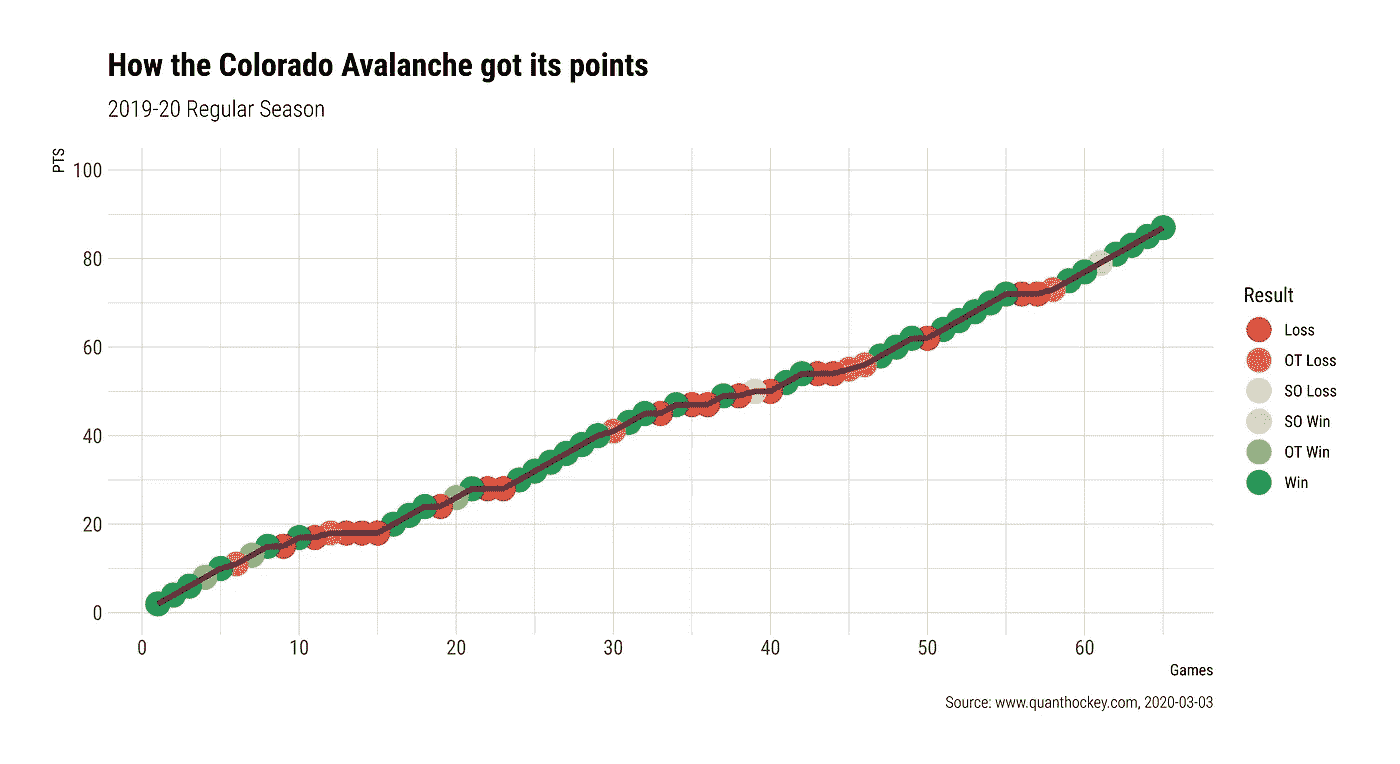 How the Colorado Avalanche got its points
2019-20 Regular Season
PTS
100
80
60
40
20
0
0 10 20 30 40 50 60
Games
Result
Loss
OT Loss
SO Loss
SO Win
OT Win
Win
Source: www.quanthockey.com, 2020-03-03